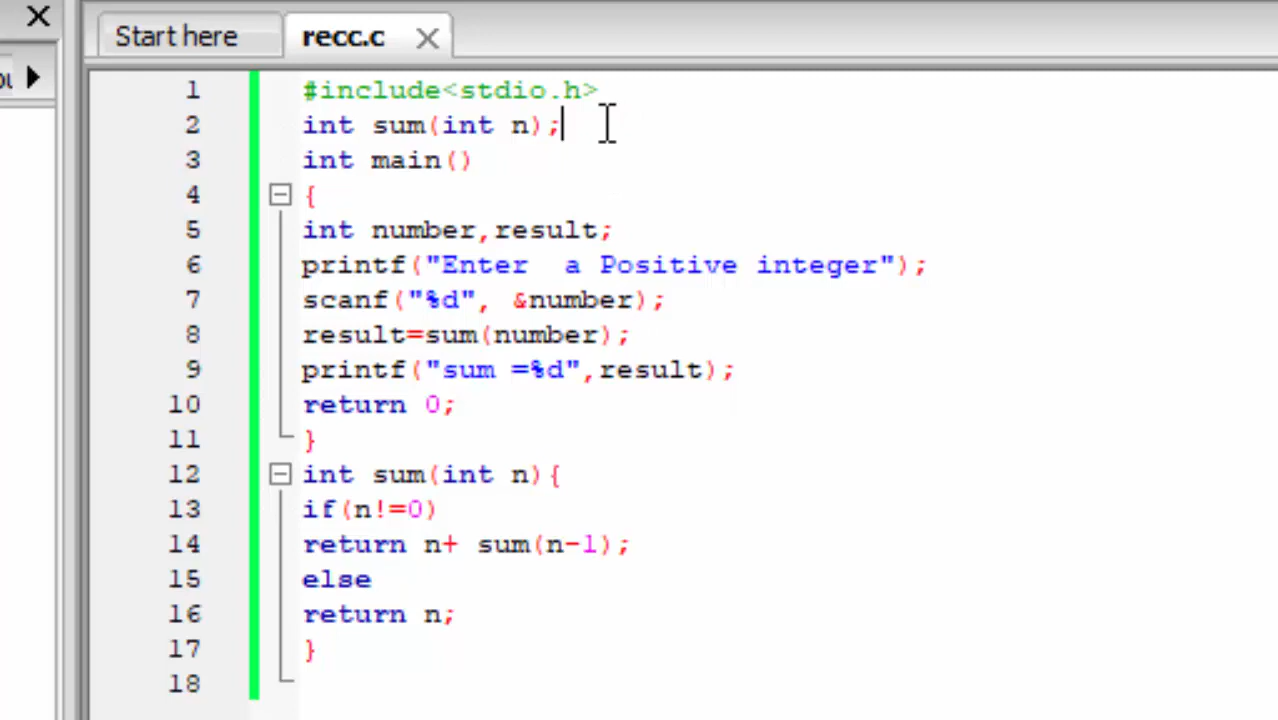 Start here recc.c
1 #include<stdio.h>
2 int sum(int n);
3 int main()
4 {
5 int number,result;
6 printf("Enter  a Positive integer");
7 scanf("%d", &number);
8 result=sum(number);
9 printf("sum =%d",result);
10 return 0;
11 }
12 int sum(int n){
13 if(n!=0)
14 return n+ sum(n-1);
15 else
16 return n;
17 }
18